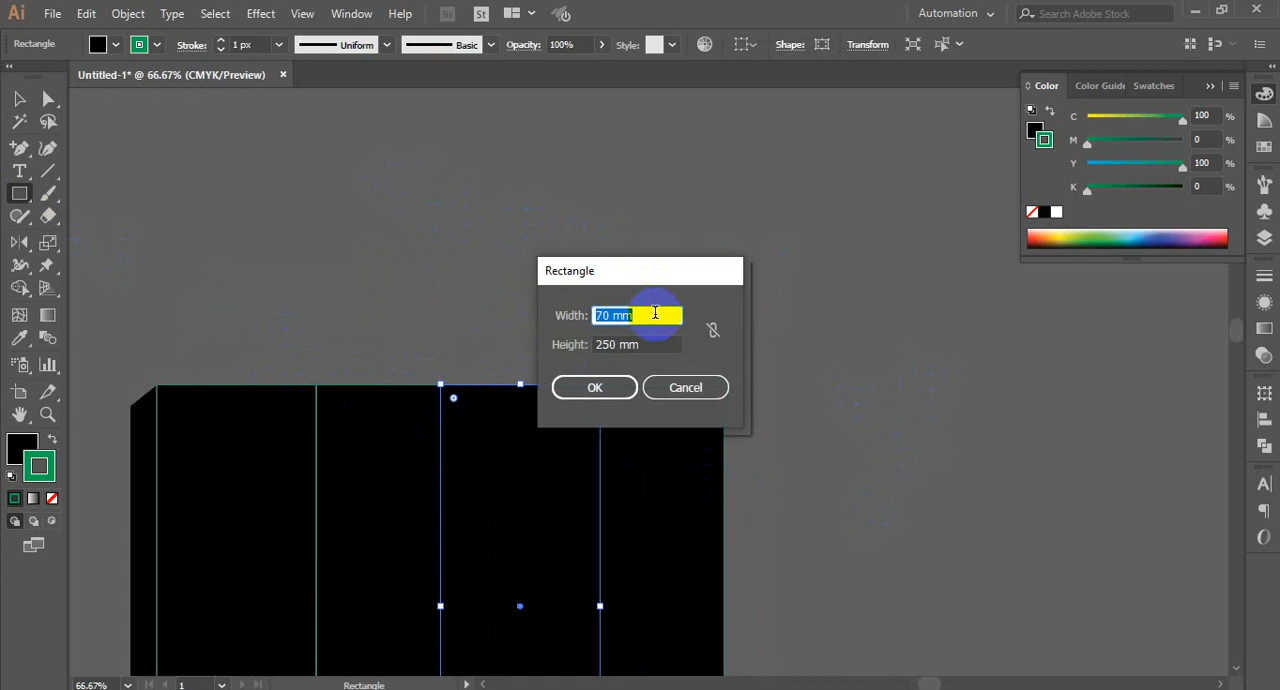 Ai File Edit Object Type Select Effect View Window Help Br St Automation Search Adobe Stock
Rectangle Stroke: 1 px Uniform Basic Opacity: 100% Style: Shape: Transform
Untitled-1* @ 66.67% (CMYK/Preview) ×
Color Color Guide Swatches
C 100 %
M 0 %
Y 100 %
K 0 %
Rectangle
Width: 70 mm
Height: 250 mm
OK Cancel
66.67% 1 Rectangle